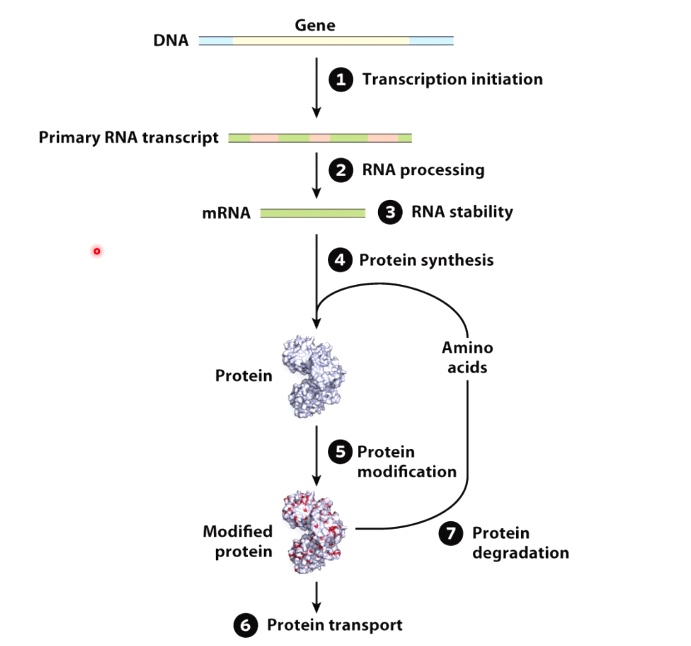 Gene
DNA
1 Transcription initiation
Primary RNA transcript
2 RNA processing
mRNA
3 RNA stability
4 Protein synthesis
Amino
acids
Protein
5 Protein
modification
Modified
protein
7 Protein
degradation
6 Protein transport